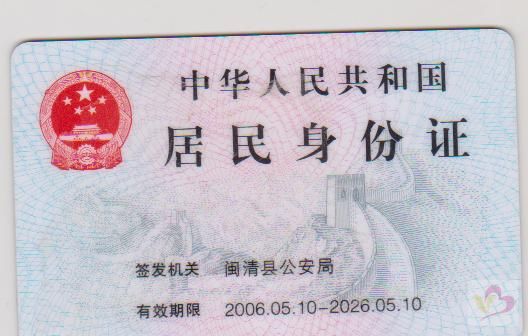 中华人民共和国
居民身份证
签发机关 闽清县公安局
有效期限 2006.05.10-2026.05.10